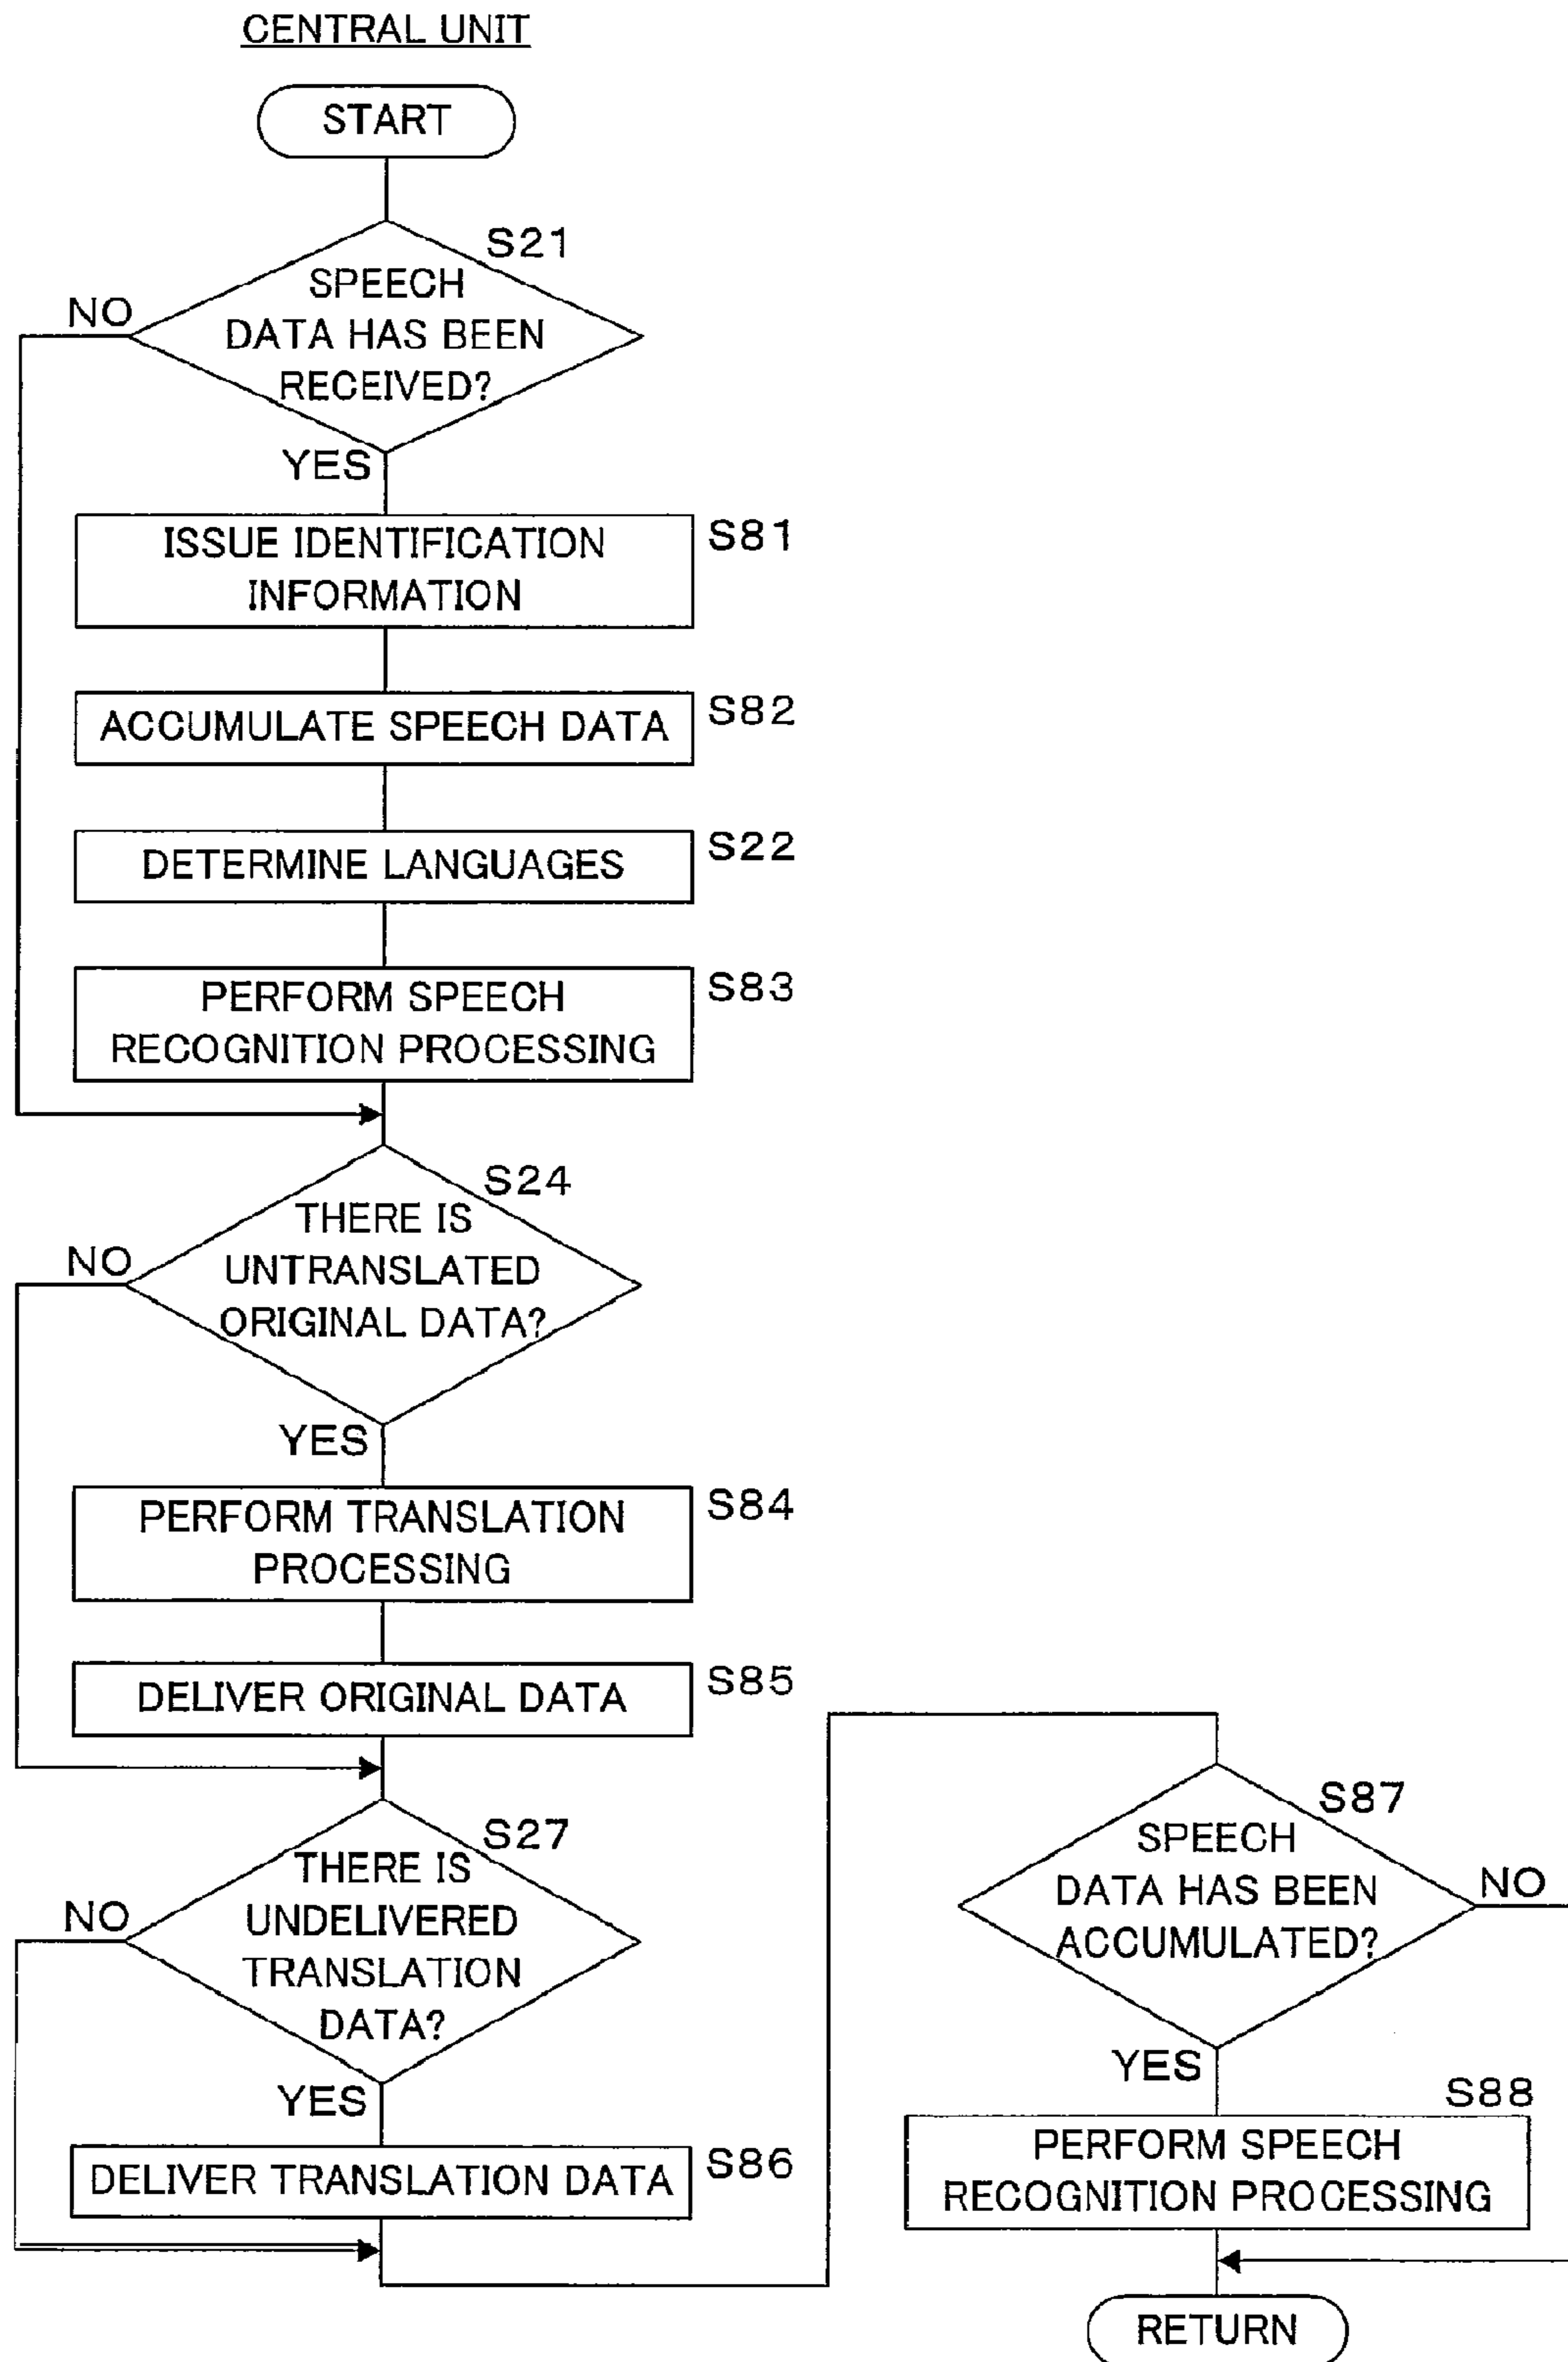 CENTRAL UNIT
START
S21
SPEECH
DATA HAS BEEN
RECEIVED?
NO
YES
ISSUE IDENTIFICATION
INFORMATION
S81
ACCUMULATE SPEECH DATA
S82
DETERMINE LANGUAGES
S22
PERFORM SPEECH
RECOGNITION PROCESSING
S83
S24
THERE IS
UNTRANSLATED
ORIGINAL DATA?
NO
YES
PERFORM TRANSLATION
PROCESSING
S84
DELIVER ORIGINAL DATA
S85
S27
THERE IS
UNDELIVERED
TRANSLATION
DATA?
NO
YES
DELIVER TRANSLATION DATA
S86
S87
SPEECH
DATA HAS BEEN
ACCUMULATED?
NO
YES
S88
PERFORM SPEECH
RECOGNITION PROCESSING
RETURN